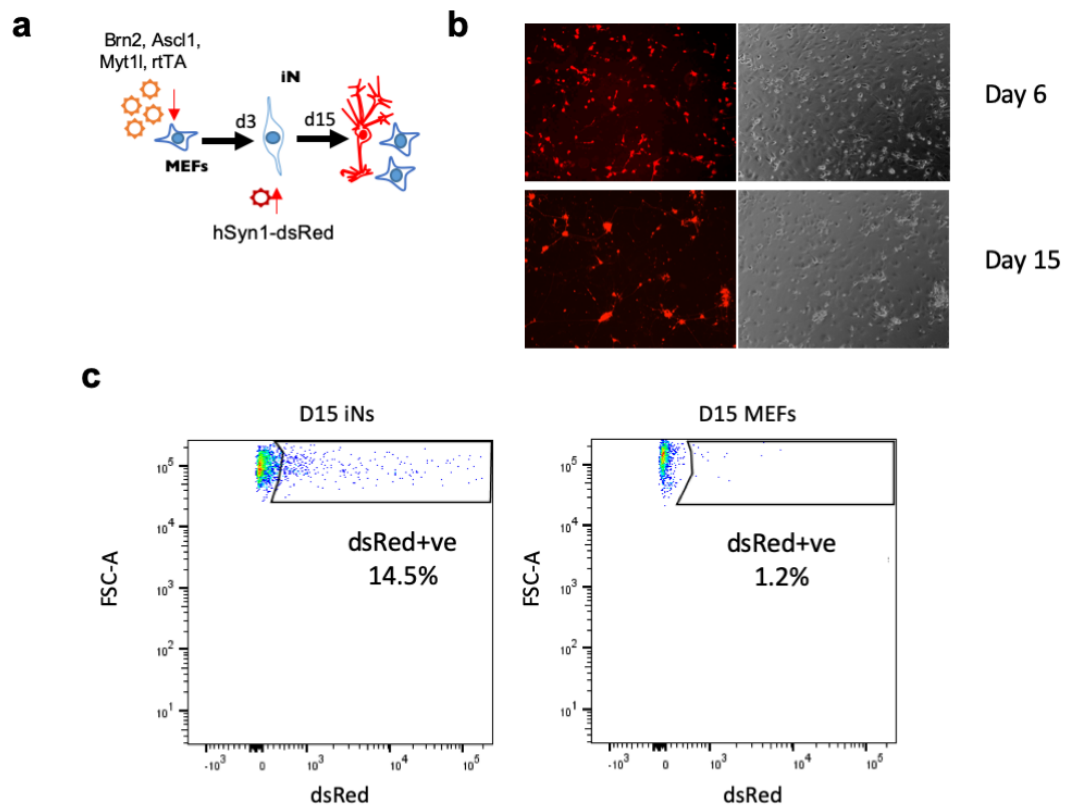 a
Brn2, Ascl1,
Myt1l, rtTA
iN
d3
d15
MEFs
hSyn1-dsRed
b
Day 6
Day 15
c
D15 iNs
FSC-A
10^5
10^4
10^3
10^2
10^1
dsRed+ve
14.5%
-10^3 0 10^3 10^4 10^5
dsRed
D15 MEFs
FSC-A
10^5
10^4
10^3
10^2
10^1
dsRed+ve
1.2%
-10^3 0 10^3 10^4 10^5
dsRed